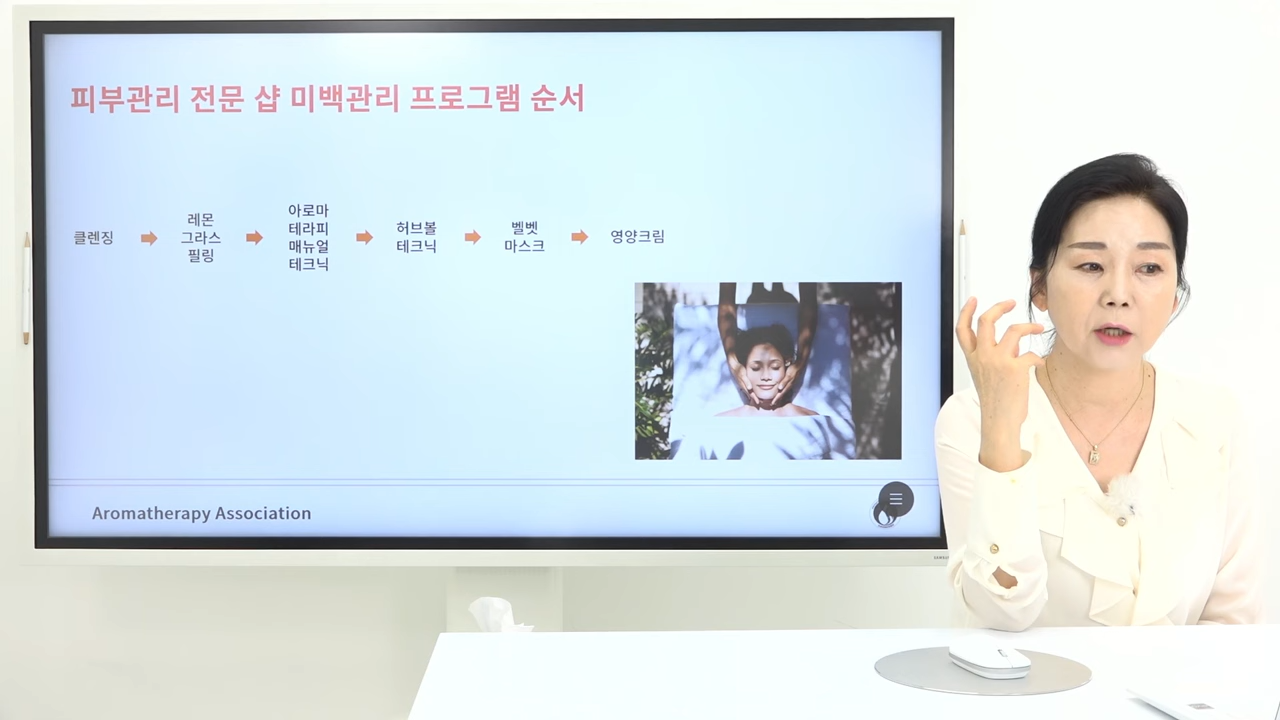 피부관리 전문 샵 미백관리 프로그램 순서
클렌징
레몬
그라스
필링
아로마
테라피
매뉴얼
테크닉
허브볼
테크닉
벨벳
마스크
영양크림
Aromatherapy Association
SAMSUNG